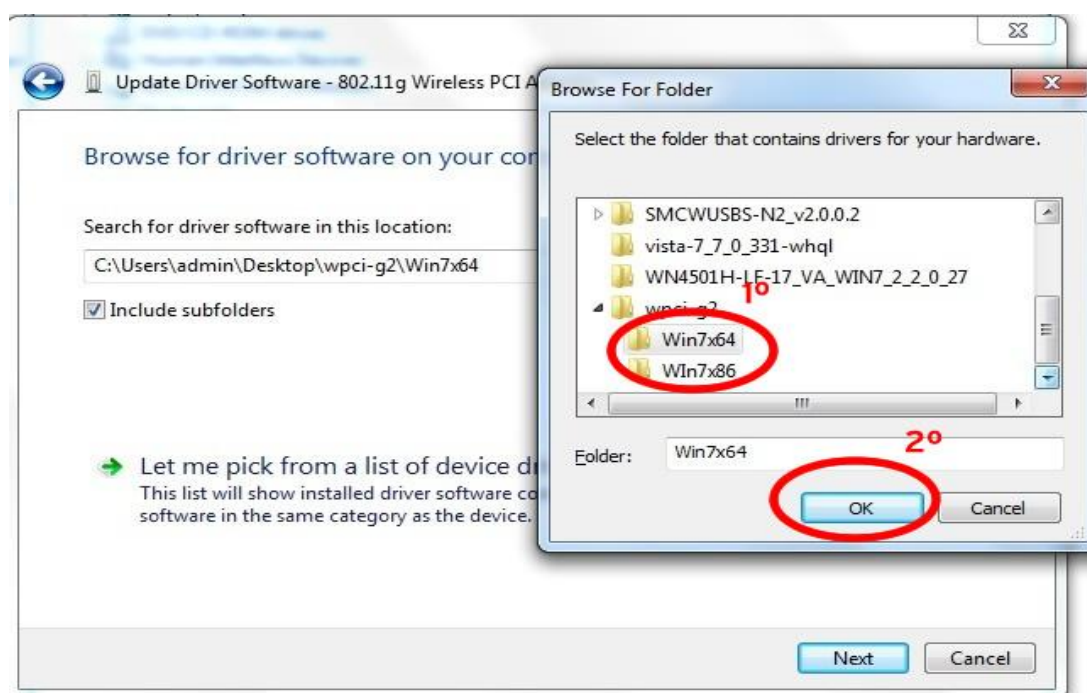 Update Driver Software - 802.11g Wireless PCI A
Browse for driver software on your con
Search for driver software in this location:
C:\Users\admin\Desktop\wpci-g2\Win7x64
Include subfolders
Let me pick from a list of device d
This list will show installed driver software co
software in the same category as the device.
Next
Cancel
Browse For Folder
Select the folder that contains drivers for your hardware.
SMCWUSBS-N2_v2.0.0.2
vista-7_7_0_331-whql
WN4501H-LF-17_VA_WIN7_2_2_0_27
1º
wpci-g2
Win7x64
WIn7x86
Folder: Win7x64
2º
OK
Cancel